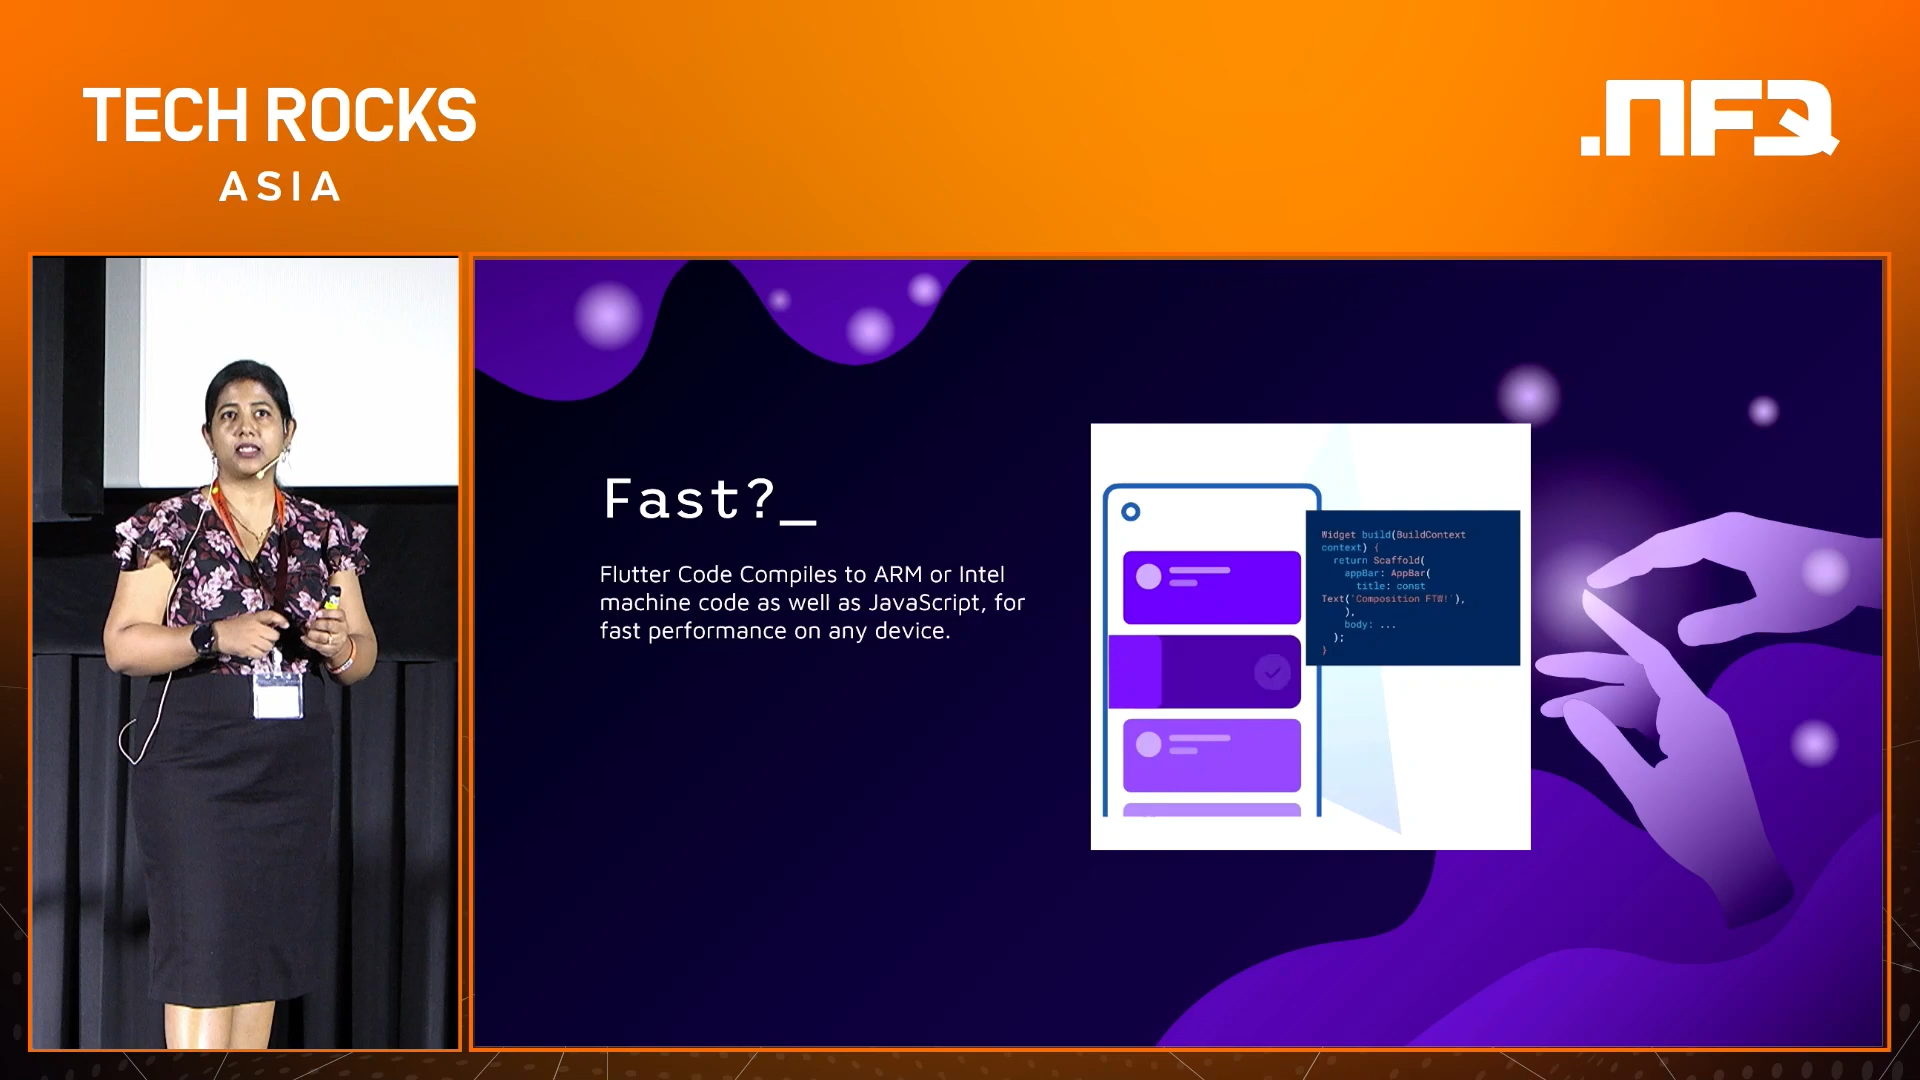 TECH ROCKS
ASIA
.NFQ
Fast?_
Flutter Code Compiles to ARM or Intel
machine code as well as JavaScript, for
fast performance on any device.
Widget build(BuildContext
context) {
return Scaffold(
appBar: AppBar(
title: const
Text('Composition FTW!'),
),
body: ...
);
}